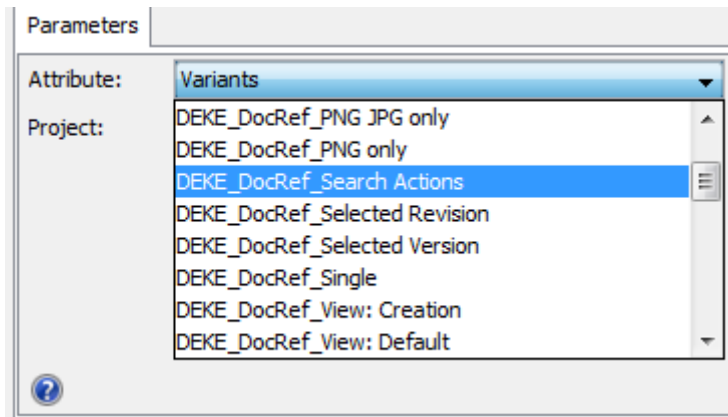 Parameters
Attribute: Variants
DEKE_DocRef_PNG JPG only
Project:
DEKE_DocRef_PNG only
DEKE_DocRef_Search Actions
DEKE_DocRef_Selected Revision
DEKE_DocRef_Selected Version
DEKE_DocRef_Single
DEKE_DocRef_View: Creation
DEKE_DocRef_View: Default
?